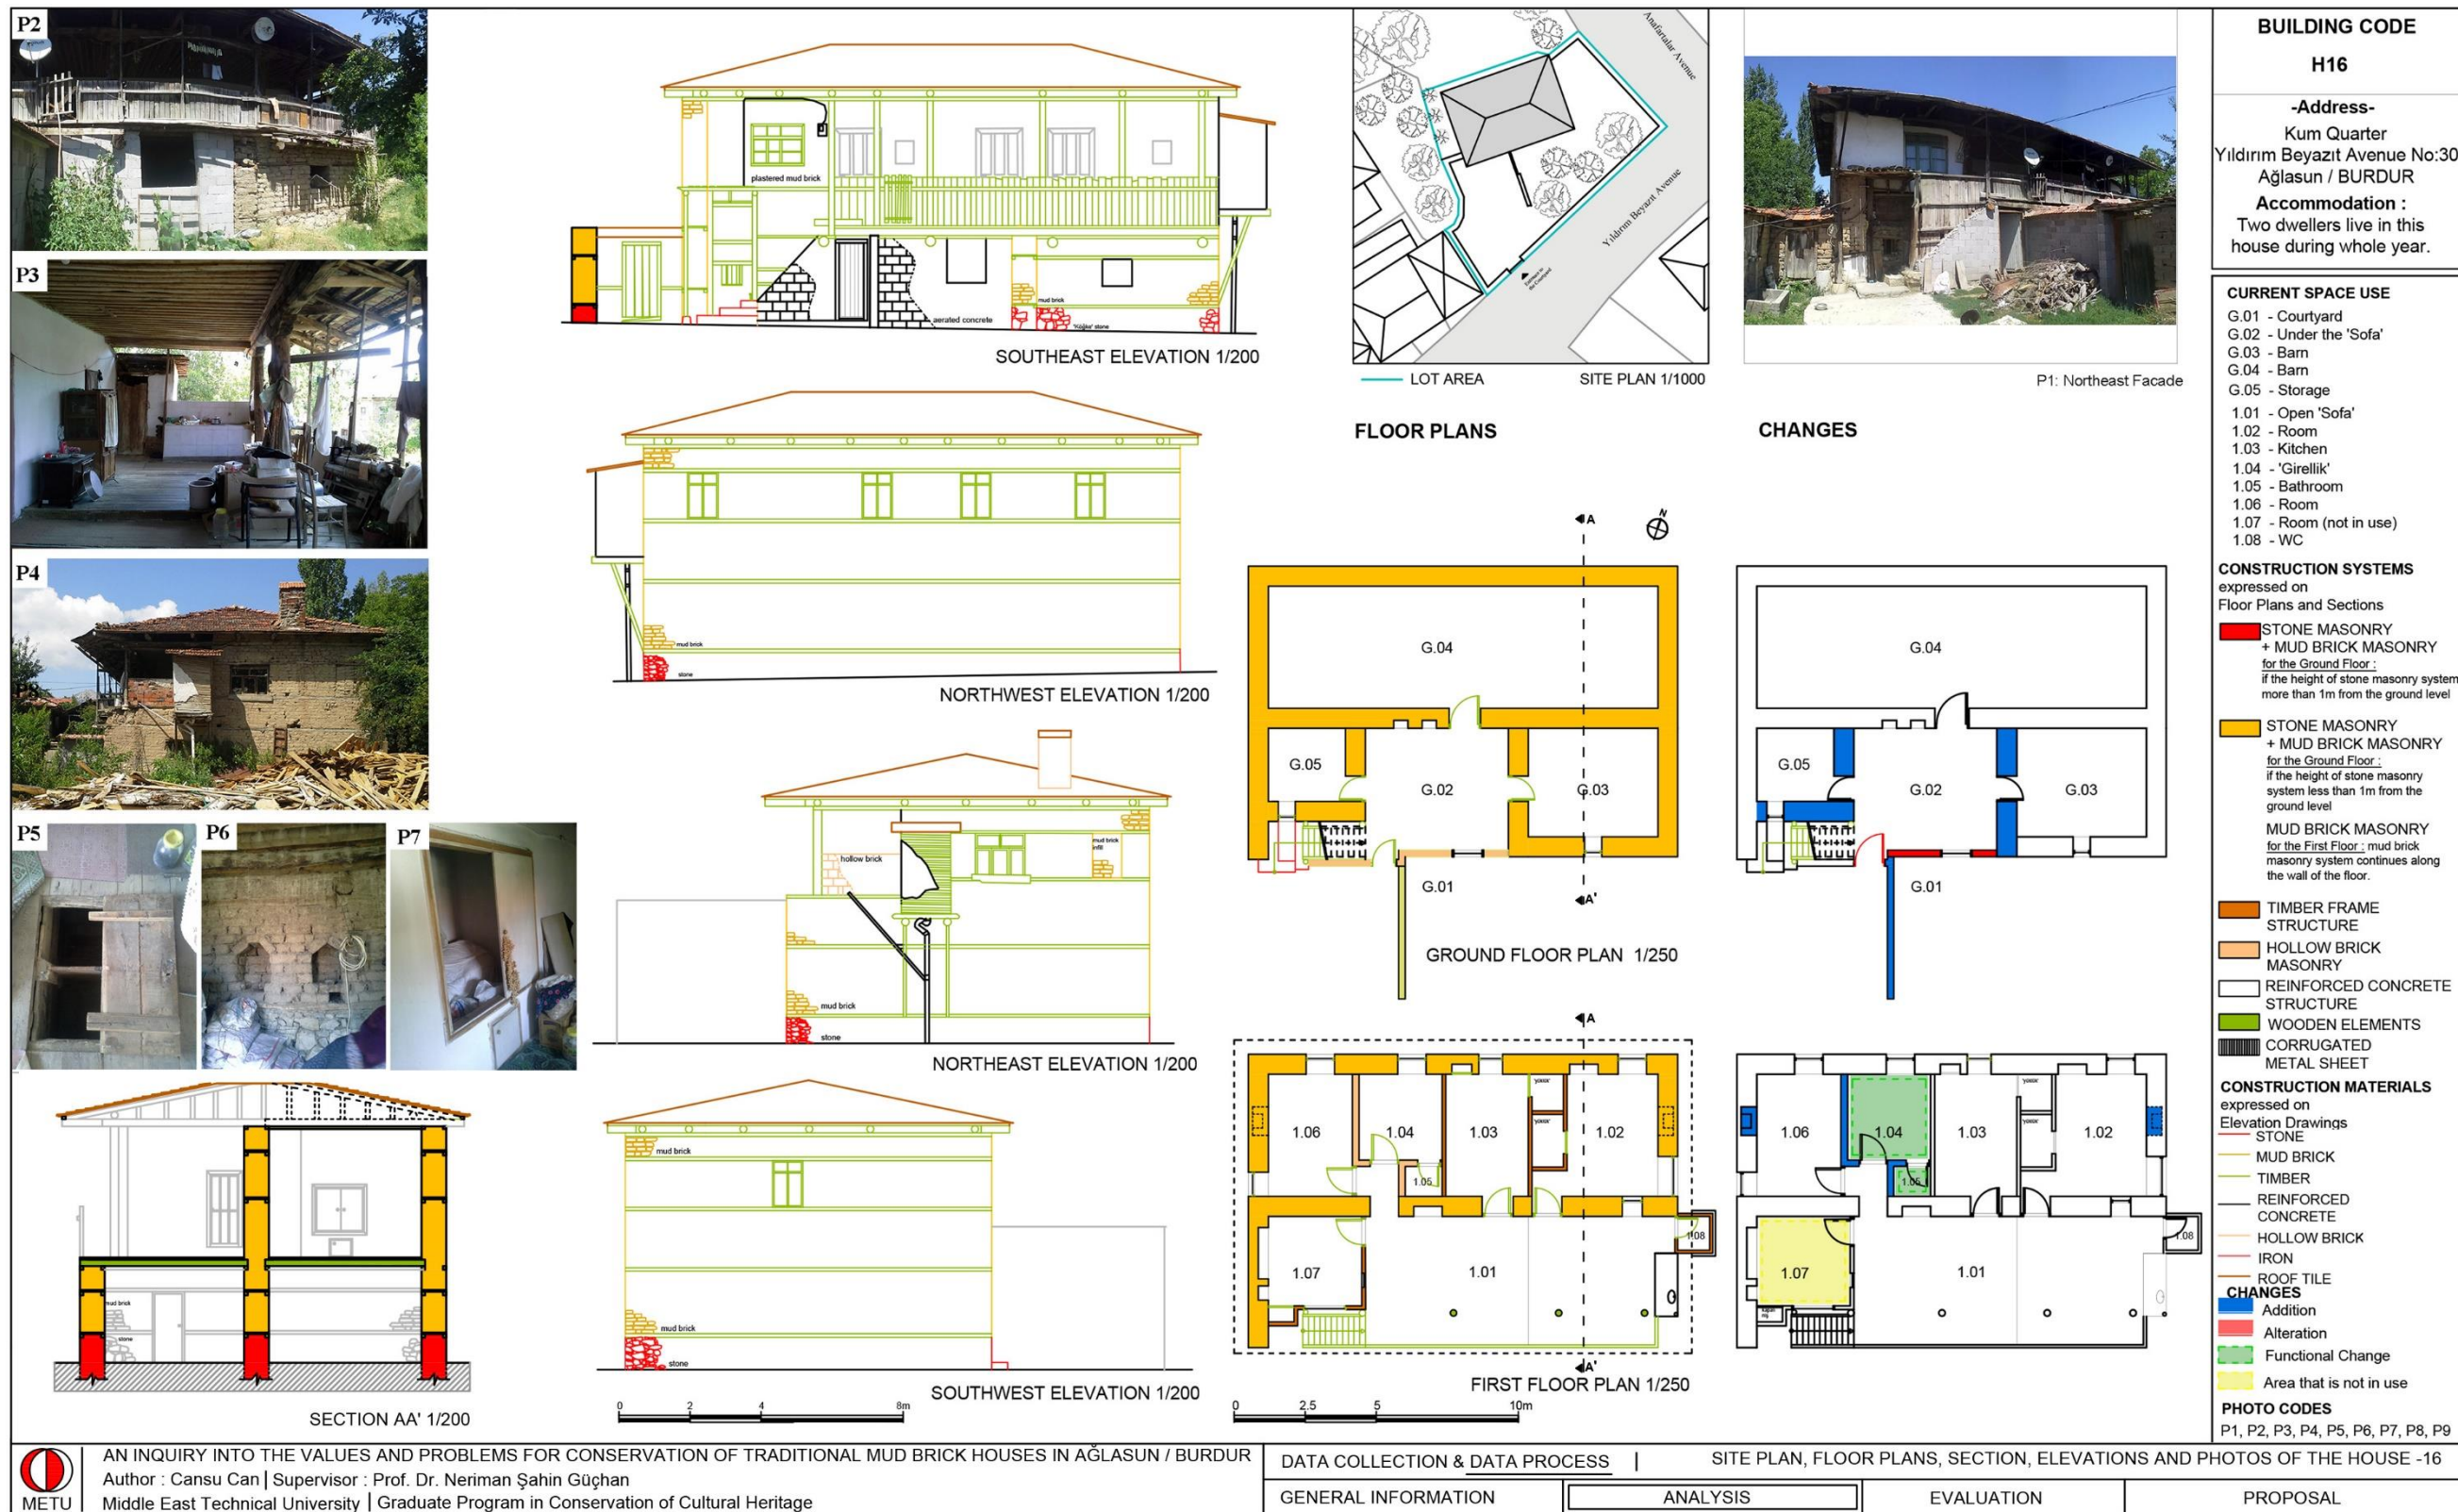 P2
P3
P4
P5
P6
P7
plastered mud brick
mud brick
aerated concrete
'Küğke' stone
SOUTHEAST ELEVATION 1/200
mud brick
stone
NORTHWEST ELEVATION 1/200
hollow brick
mud brick
infill
mud brick
stone
NORTHEAST ELEVATION 1/200
mud brick
mud brick
stone
SOUTHWEST ELEVATION 1/200
0 2 4 8m
mud brick
stone
SECTION AA' 1/200
Anafartalar Avenue
Yıldırım Beyazıt Avenue
Entrance to
the Courtyard
LOT AREA
SITE PLAN 1/1000
P1: Northeast Facade
FLOOR PLANS
CHANGES
A
N
G.04
G.05
G.02
G.03
G.01
A'
GROUND FLOOR PLAN 1/250
G.04
G.05
G.02
G.03
G.01
A
1.06
1.04
1.03
1.02
1.05
1.08
1.07
1.01
A'
FIRST FLOOR PLAN 1/250
0 2.5 5 10m
1.06
1.04
1.03
1.02
1.05
1.08
1.07
1.01
BUILDING CODE
H16
-Address-
Kum Quarter
Yıldırım Beyazıt Avenue No:30
Ağlasun / BURDUR
Accommodation :
Two dwellers live in this
house during whole year.
CURRENT SPACE USE
G.01 - Courtyard
G.02 - Under the 'Sofa'
G.03 - Barn
G.04 - Barn
G.05 - Storage
1.01 - Open 'Sofa'
1.02 - Room
1.03 - Kitchen
1.04 - 'Girellik'
1.05 - Bathroom
1.06 - Room
1.07 - Room (not in use)
1.08 - WC
CONSTRUCTION SYSTEMS
expressed on
Floor Plans and Sections
STONE MASONRY
+ MUD BRICK MASONRY
for the Ground Floor :
if the height of stone masonry system
more than 1m from the ground level
STONE MASONRY
+ MUD BRICK MASONRY
for the Ground Floor :
if the height of stone masonry
system less than 1m from the
ground level
MUD BRICK MASONRY
for the First Floor : mud brick
masonry system continues along
the wall of the floor.
TIMBER FRAME
STRUCTURE
HOLLOW BRICK
MASONRY
REINFORCED CONCRETE
STRUCTURE
WOODEN ELEMENTS
CORRUGATED
METAL SHEET
CONSTRUCTION MATERIALS
expressed on
Elevation Drawings
STONE
MUD BRICK
TIMBER
REINFORCED
CONCRETE
HOLLOW BRICK
IRON
ROOF TILE
CHANGES
Addition
Alteration
Functional Change
Area that is not in use
PHOTO CODES
P1, P2, P3, P4, P5, P6, P7, P8, P9
METU
AN INQUIRY INTO THE VALUES AND PROBLEMS FOR CONSERVATION OF TRADITIONAL MUD BRICK HOUSES IN AĞLASUN / BURDUR
Author : Cansu Can | Supervisor : Prof. Dr. Neriman Şahin Güçhan
Middle East Technical University | Graduate Program in Conservation of Cultural Heritage
DATA COLLECTION & DATA PROCESS | SITE PLAN, FLOOR PLANS, SECTION, ELEVATIONS AND PHOTOS OF THE HOUSE -16
GENERAL INFORMATION
ANALYSIS
EVALUATION
PROPOSAL